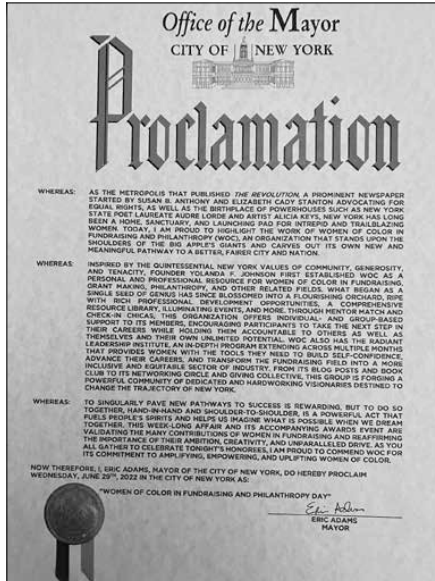 Office of the Mayor
CITY OF NEW YORK
Proclamation
WHEREAS: AS THE METROPOLIS THAT PUBLISHED THE REVOLUTION, A PROMINENT NEWSPAPER
STARTED BY SUSAN B. ANTHONY AND ELIZABETH CADY STANTON ADVOCATING FOR
EQUAL RIGHTS, AS WELL AS THE BIRTHPLACE OF POWERHOUSES SUCH AS NEW YORK
STATE POET LAUREATE AUDRE LORDE AND ARTIST ALICIA KEYS, NEW YORK HAS LONG
BEEN A HOME, SANCTUARY, AND LAUNCHING PAD FOR INTREPID AND TRAILBLAZING
WOMEN. TODAY, I AM PROUD TO HIGHLIGHT THE WORK OF WOMEN OF COLOR IN
FUNDRAISING AND PHILANTHROPY (WOC), AN ORGANIZATION THAT STANDS UPON THE
SHOULDERS OF THE BIG APPLE'S GIANTS AND CARVES OUT ITS OWN NEW AND
MEANINGFUL PATHWAY TO A BETTER, FAIRER CITY AND NATION.
WHEREAS: INSPIRED BY THE QUINTESSENTIAL NEW YORK VALUES OF COMMUNITY, GENEROSITY,
AND TENACITY, FOUNDER YOLANDA F. JOHNSON FIRST ESTABLISHED WOC AS A
PERSONAL AND PROFESSIONAL RESOURCE FOR WOMEN OF COLOR IN FUNDRAISING,
GRANT MAKING, PHILANTHROPY, AND OTHER RELATED FIELDS. WHAT BEGAN AS A
SINGLE SEED OF GENIUS HAS SINCE BLOSSOMED INTO A FLOURISHING ORCHARD, RIPE
WITH RICH PROFESSIONAL DEVELOPMENT OPPORTUNITIES, A COMPREHENSIVE
RESOURCE LIBRARY, ILLUMINATING EVENTS, AND MORE. THROUGH MENTOR MATCH AND
CHECK-IN CHICAS, THIS ORGANIZATION OFFERS INDIVIDUAL- AND GROUP-BASED
SUPPORT TO ITS MEMBERS, ENCOURAGING PARTICIPANTS TO TAKE THE NEXT STEP IN
THEIR CAREERS WHILE HOLDING THEM ACCOUNTABLE TO OTHERS AS WELL AS
THEMSELVES AND THEIR OWN UNLIMITED POTENTIAL. WOC ALSO HAS THE RADIANT
LEADERSHIP INSTITUTE, AN IN-DEPTH PROGRAM EXTENDING ACROSS MULTIPLE MONTHS
THAT PROVIDES WOMEN WITH THE TOOLS THEY NEED TO BUILD SELF-CONFIDENCE,
ADVANCE THEIR CAREERS, AND TRANSFORM THE FUNDRAISING FIELD INTO A MORE
INCLUSIVE AND EQUITABLE SECTOR OF INDUSTRY. FROM ITS BLOG POSTS AND BOOK
CLUB TO ITS NETWORKING CIRCLE AND GIVING COLLECTIVE, THIS GROUP IS FORGING A
POWERFUL COMMUNITY OF DEDICATED AND HARDWORKING VISIONARIES DESTINED TO
CHANGE THE TRAJECTORY OF NEW YORK.
WHEREAS: TO SINGULARLY PAVE NEW PATHWAYS TO SUCCESS IS REWARDING, BUT TO DO SO
TOGETHER, HAND-IN-HAND AND SHOULDER-TO-SHOULDER, IS A POWERFUL ACT THAT
FUELS PEOPLE'S SPIRITS AND HELPS US IMAGINE WHAT IS POSSIBLE WHEN WE DREAM
TOGETHER. THIS WEEK-LONG AFFAIR AND ITS ACCOMPANYING AWARDS EVENT ARE
VALIDATING THE MANY CONTRIBUTIONS OF WOMEN IN FUNDRAISING AND REAFFIRMING
THE IMPORTANCE OF THEIR AMBITION, CREATIVITY, AND UNPARALLELED DRIVE. AS YOU
ALL GATHER TO CELEBRATE TONIGHT'S HONOREES, I AM PROUD TO COMMEND WOC FOR
ITS COMMITMENT TO AMPLIFYING, EMPOWERING, AND UPLIFTING WOMEN OF COLOR.
NOW THEREFORE, I, ERIC ADAMS, MAYOR OF THE CITY OF NEW YORK, DO HEREBY PROCLAIM
WEDNESDAY, JUNE 29TH, 2022 IN THE CITY OF NEW YORK AS:
"WOMEN OF COLOR IN FUNDRAISING AND PHILANTHROPY DAY"
Eric Adams
ERIC ADAMS
MAYOR